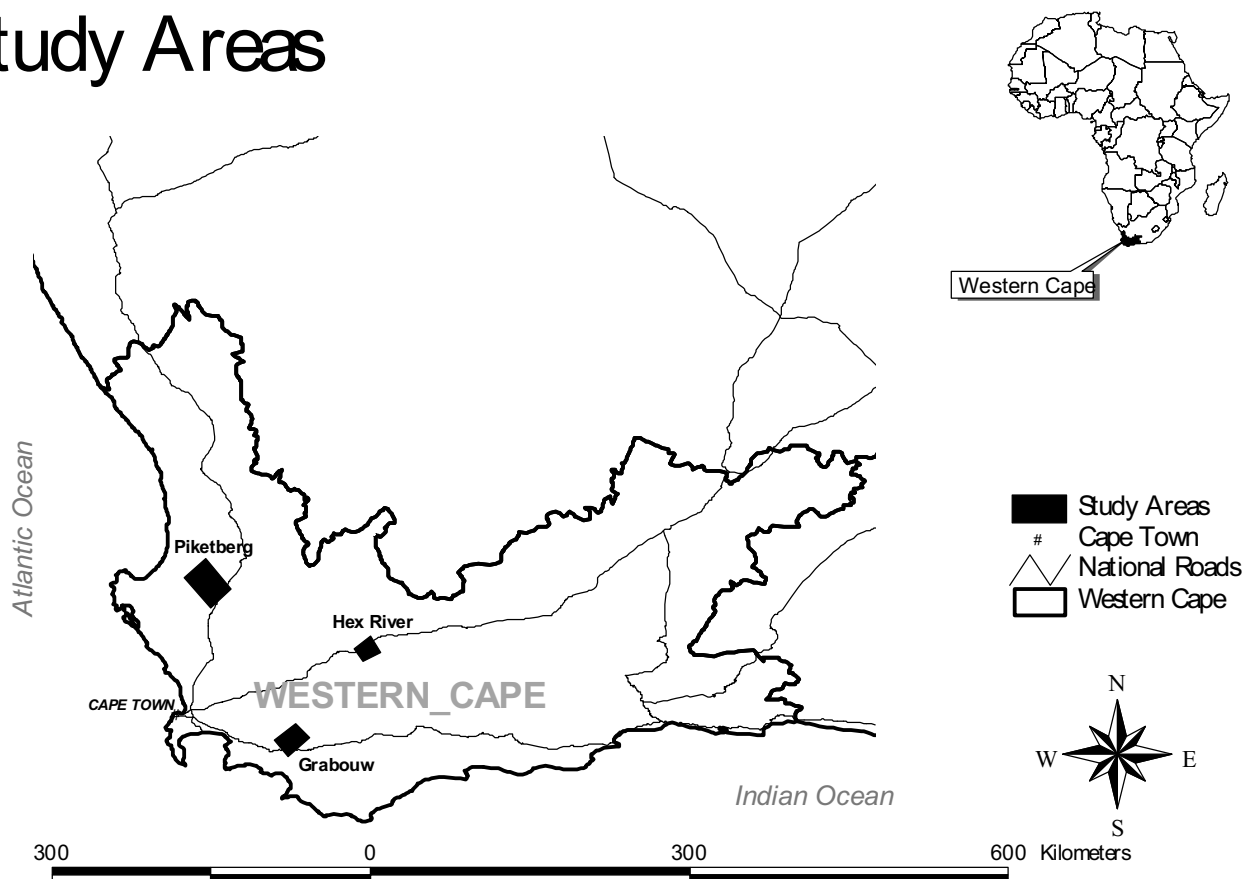 tudy Areas
Western Cape
Atlantic Ocean
Piketberg
Hex River
WESTERN_CAPE
CAPE TOWN
Grabouw
Indian Ocean
Study Areas
# Cape Town
National Roads
Western Cape
N
W E
S
300 0 300 600 Kilometers